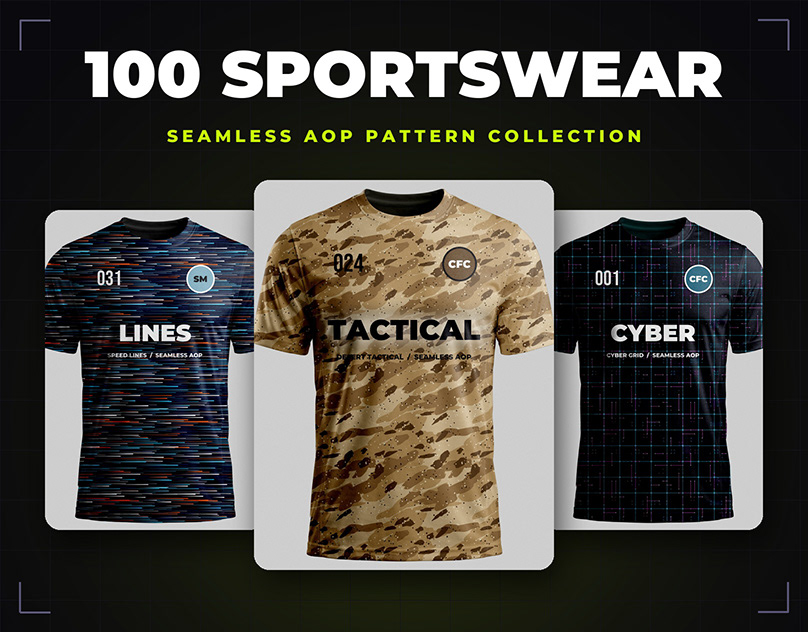 100 SPORTSWEAR
SEAMLESS AOP PATTERN COLLECTION
031
SM
LINES
SPEED LINES / SEAMLESS AOP
024
CFC
TACTICAL
DESERT TACTICAL / SEAMLESS AOP
001
CFC
CYBER
CYBER GRID / SEAMLESS AOP